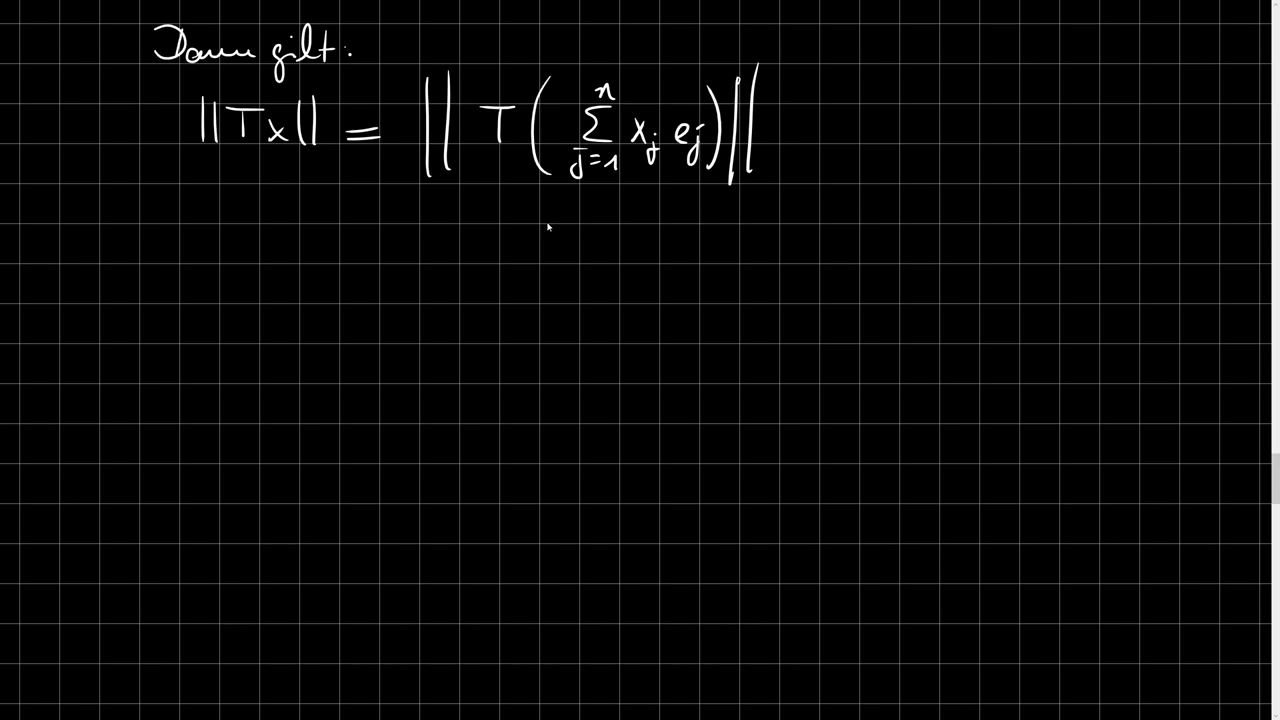 Dann gilt:
||Tx|| = || T( ∑_{j=1}^{n} x_j e_j ) ||